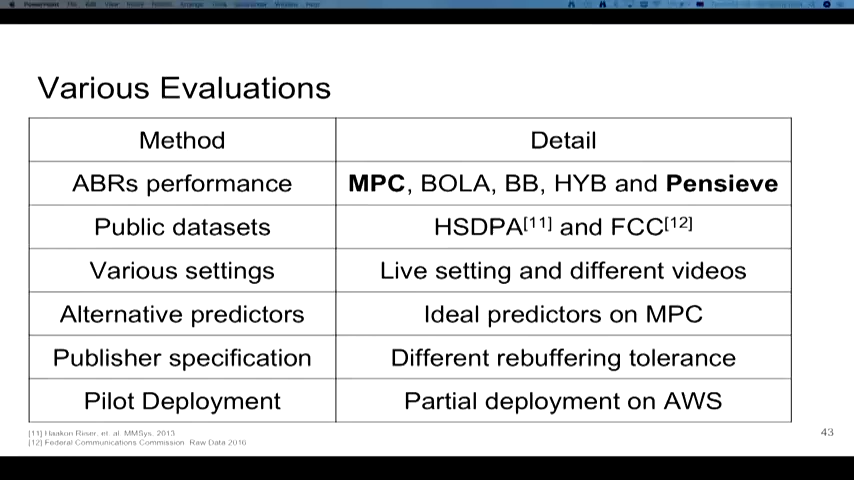 Various Evaluations
Method Detail
ABRs performance MPC, BOLA, BB, HYB and Pensieve
Public datasets HSDPA[11] and FCC[12]
Various settings Live setting and different videos
Alternative predictors Ideal predictors on MPC
Publisher specification Different rebuffering tolerance
Pilot Deployment Partial deployment on AWS
[11] Haakon Riiser, et. al. MMSys. 2013
[12] Federal Communications Commission. Raw Data 2016
43